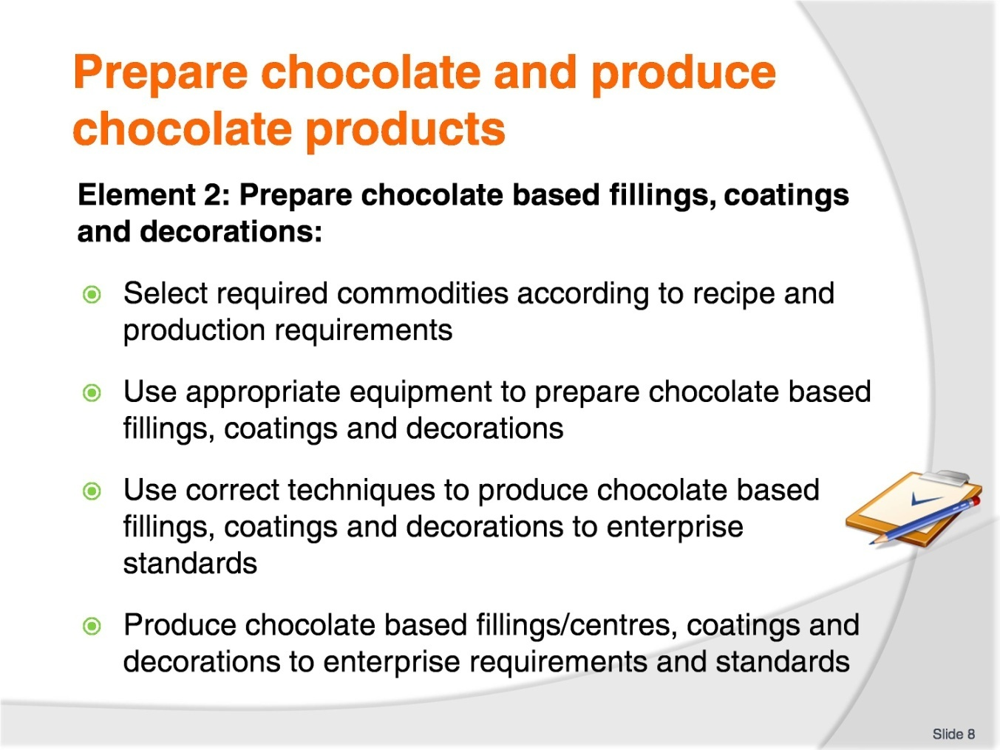 Prepare chocolate and produce
chocolate products
Element 2: Prepare chocolate based fillings, coatings
and decorations:
Select required commodities according to recipe and
production requirements
Use appropriate equipment to prepare chocolate based
fillings, coatings and decorations
Use correct techniques to produce chocolate based
fillings, coatings and decorations to enterprise
standards
Produce chocolate based fillings/centres, coatings and
decorations to enterprise requirements and standards
Slide 8